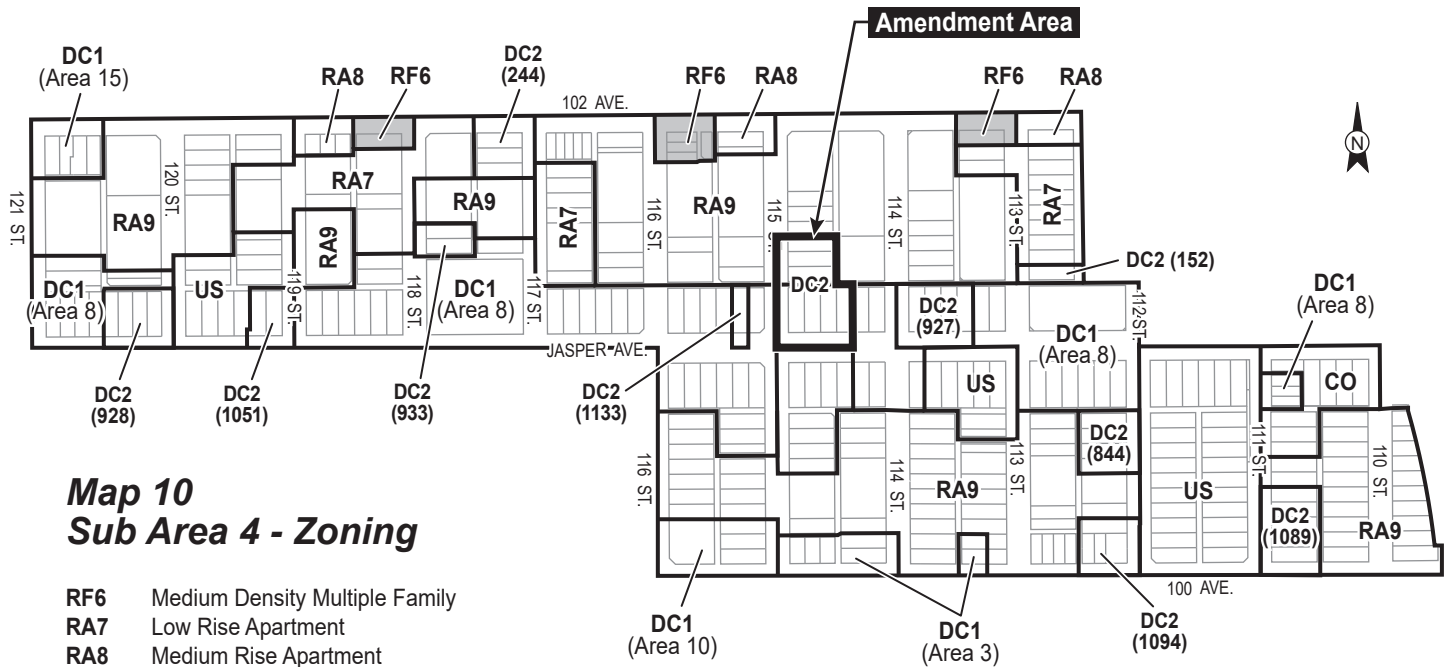 Amendment Area
DC1
(Area 15)
RA8
RF6
DC2
(244)
RF6
RA8
RF6
RA8
102 AVE.
N
121 ST.
120 ST.
RA9
RA7
RA9
RA9
119 ST.
118 ST.
117 ST.
RA7
116 ST.
RA9
115 ST.
114 ST.
113 ST.
RA7
DC2 (152)
DC1
(Area 8)
US
DC1
(Area 8)
DC2
DC2
(927)
DC1
(Area 8)
112 ST.
DC1
(Area 8)
JASPER AVE.
DC2
(928)
DC2
(1051)
DC2
(933)
DC2
(1133)
US
CO
DC2
(844)
116 ST.
114 ST.
RA9
113 ST.
US
111 ST.
110 ST.
DC2
(1089)
RA9
100 AVE.
DC1
(Area 10)
DC1
(Area 3)
DC2
(1094)
Map 10
Sub Area 4 - Zoning
RF6 Medium Density Multiple Family
RA7 Low Rise Apartment
RA8 Medium Rise Apartment